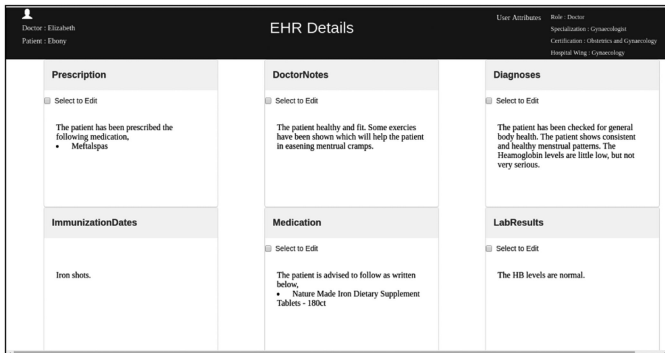 Doctor : Elizabeth
Patient : Ebony
EHR Details
User Attributes
Role : Doctor
Specialization : Gynaecologist
Certification : Obstetrics and Gynaecology
Hospital Wing : Gynaecology
Prescription
Select to Edit
The patient has been prescribed the
following medication,
• Meftalspas
DoctorNotes
Select to Edit
The patient healthy and fit. Some exercies
have been shown which will help the patient
in easening mentrual cramps.
Diagnoses
Select to Edit
The patient has been checked for general
body health. The patient shows consistent
and healthy menstrual patterns. The
Heamoglobin levels are little low, but not
very serious.
ImmunizationDates
Iron shots.
Medication
Select to Edit
The patient is advised to follow as written
below,
• Nature Made Iron Dietary Supplement
Tablets - 180ct
LabResults
Select to Edit
The HB levels are normal.